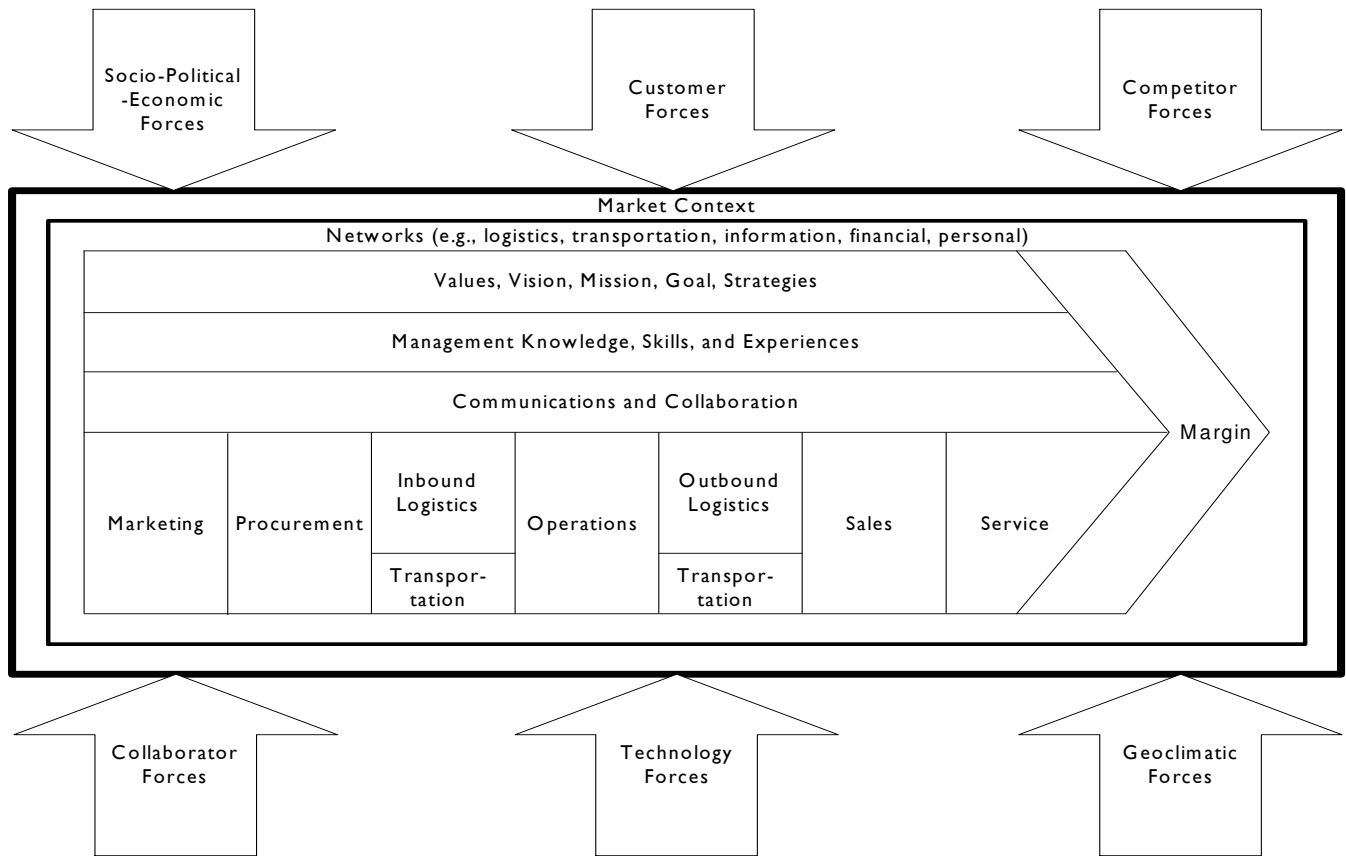 Socio-Political
-Economic
Forces
Customer
Forces
Competitor
Forces
Market Context
Networks (e.g., logistics, transportation, information, financial, personal)
Values, Vision, Mission, Goal, Strategies
Management Knowledge, Skills, and Experiences
Communications and Collaboration
Margin
Marketing
Procurement
Inbound
Logistics
Transpor-
tation
Operations
Outbound
Logistics
Transpor-
tation
Sales
Service
Collaborator
Forces
Technology
Forces
Geoclimatic
Forces